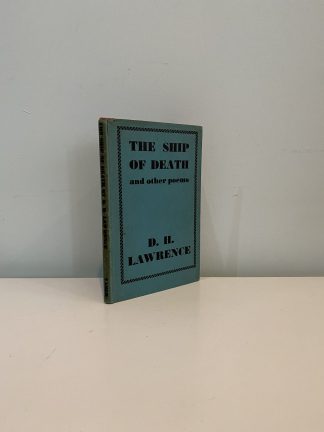 THE SHIP
OF DEATH
and other poems
D. H.
LAWRENCE